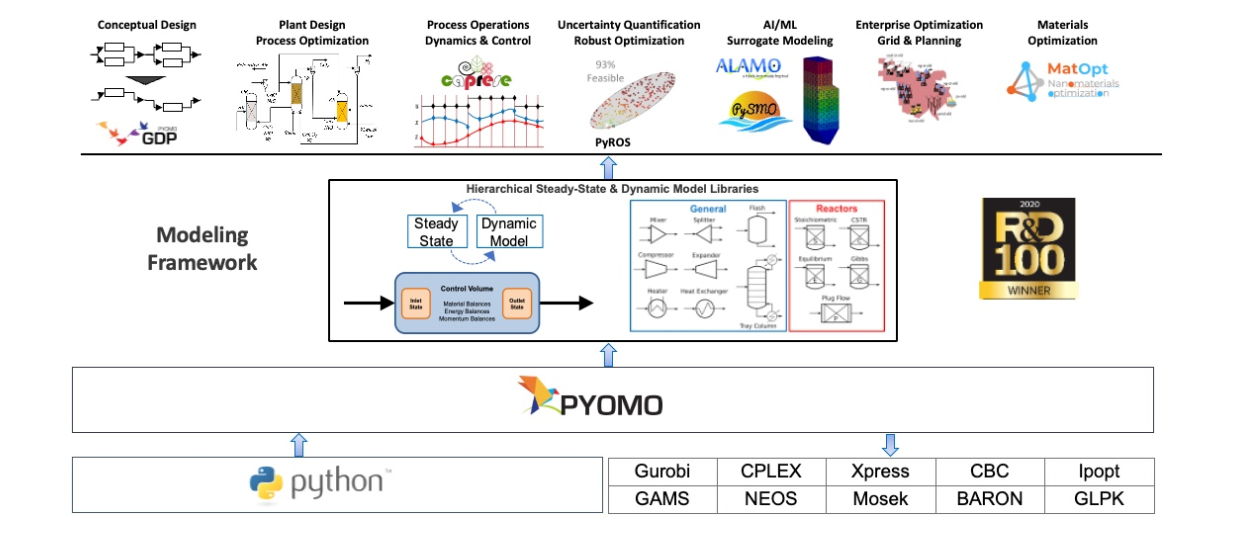 Conceptual Design
Plant Design
Process Optimization
Process Operations
Dynamics & Control
Uncertainty Quantification
Robust Optimization
AI/ML
Surrogate Modeling
Enterprise Optimization
Grid & Planning
Materials
Optimization
PYOMO
GDP
caprese
93%
Feasible
PyROS
ALAMO
PySMO
MatOpt
Nanomaterials
optimization
Modeling
Framework
Hierarchical Steady-State & Dynamic Model Libraries
Steady
State
Dynamic
Model
Control Volume
Inlet
State
Material Balances
Energy Balances
Momentum Balances
Outlet
State
General
Mixer
Splitter
Flash
Compressor
Expander
Heater
Heat Exchanger
Tray Column
Reactors
Stoichiometric
CSTR
Equilibrium
Gibbs
Plug Flow
2020
R&D
100
WINNER
PYOMO
python™
Gurobi
CPLEX
Xpress
CBC
Ipopt
GAMS
NEOS
Mosek
BARON
GLPK